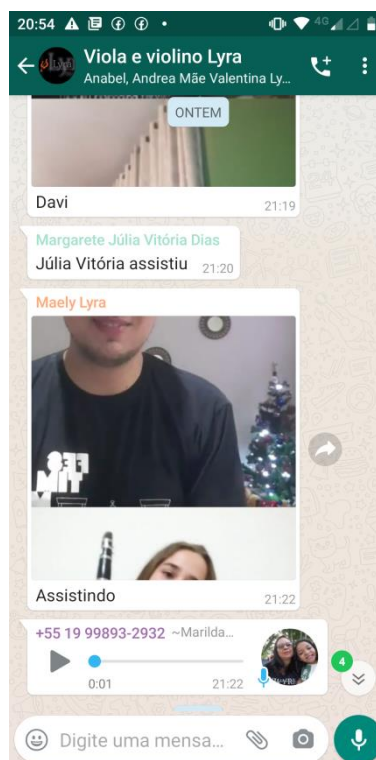 20:54 4G
Viola e violino Lyra
Anabel, Andrea Mãe Valentina Ly...
ONTEM
Davi 21:19
Margarete Júlia Vitória Dias
Júlia Vitória assistiu 21:20
Maely Lyra
Assistindo 21:22
+55 19 99893-2932 ~Marilda...
4
0:01 21:22
Digite uma mensa...